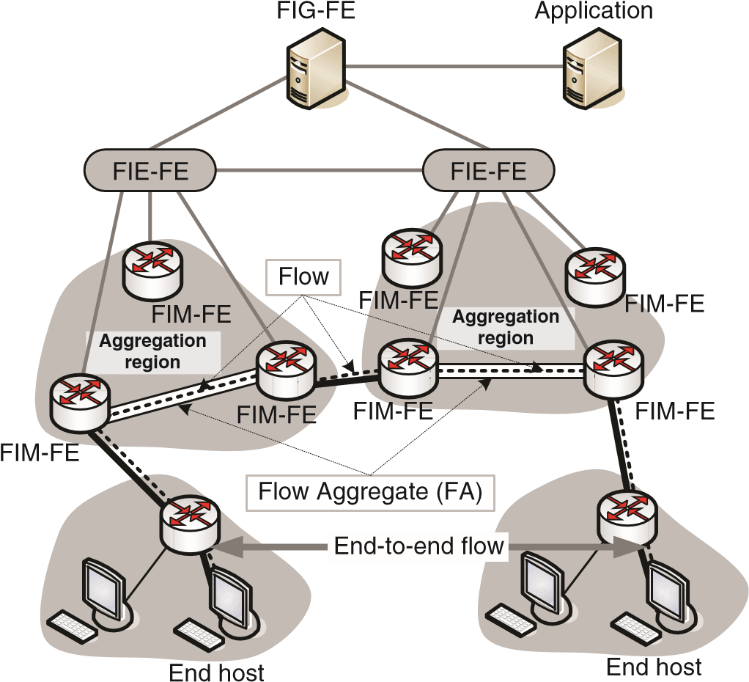 FIG-FE
Application
FIE-FE
FIE-FE
Flow
FIM-FE
FIM-FE
FIM-FE
Aggregation
region
Aggregation
region
FIM-FE
FIM-FE
FIM-FE
FIM-FE
Flow Aggregate (FA)
End-to-end flow
End host
End host